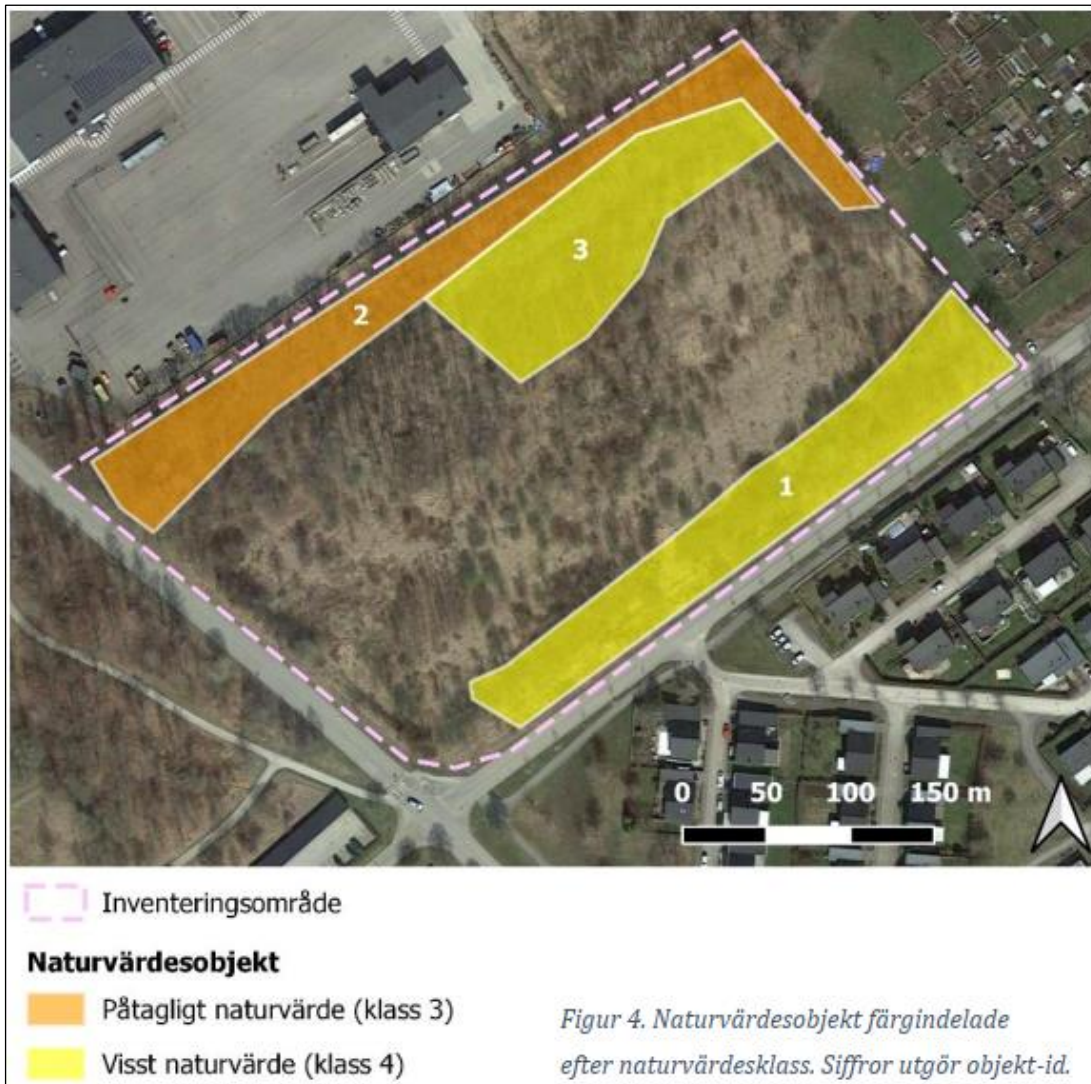 2
3
1
0 50 100 150 m
Inventeringsområde
Naturvärdesobjekt
Påtagligt naturvärde (klass 3)
Visst naturvärde (klass 4)
Figur 4. Naturvärdesobjekt färgindelade
efter naturvärdesklass. Siffror utgör objekt-id.